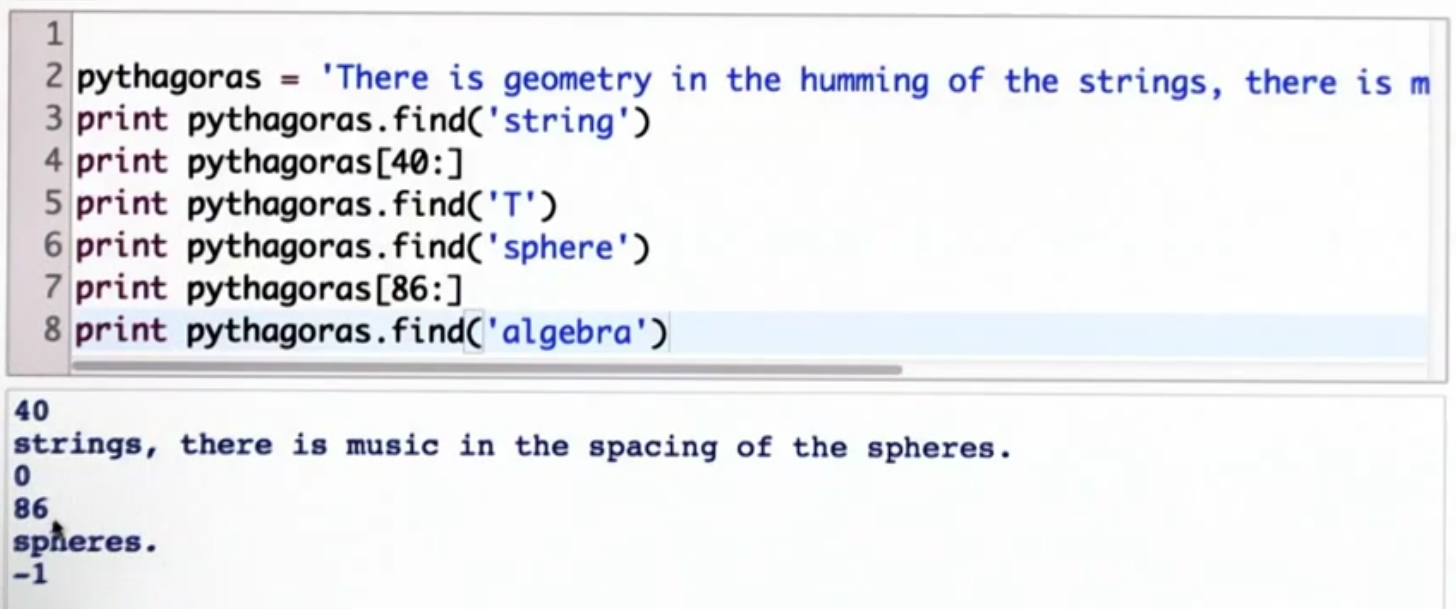 1
2 pythagoras = 'There is geometry in the humming of the strings, there is m
3 print pythagoras.find('string')
4 print pythagoras[40:]
5 print pythagoras.find('T')
6 print pythagoras.find('sphere')
7 print pythagoras[86:]
8 print pythagoras.find('algebra')
40
strings, there is music in the spacing of the spheres.
0
86
spheres.
-1